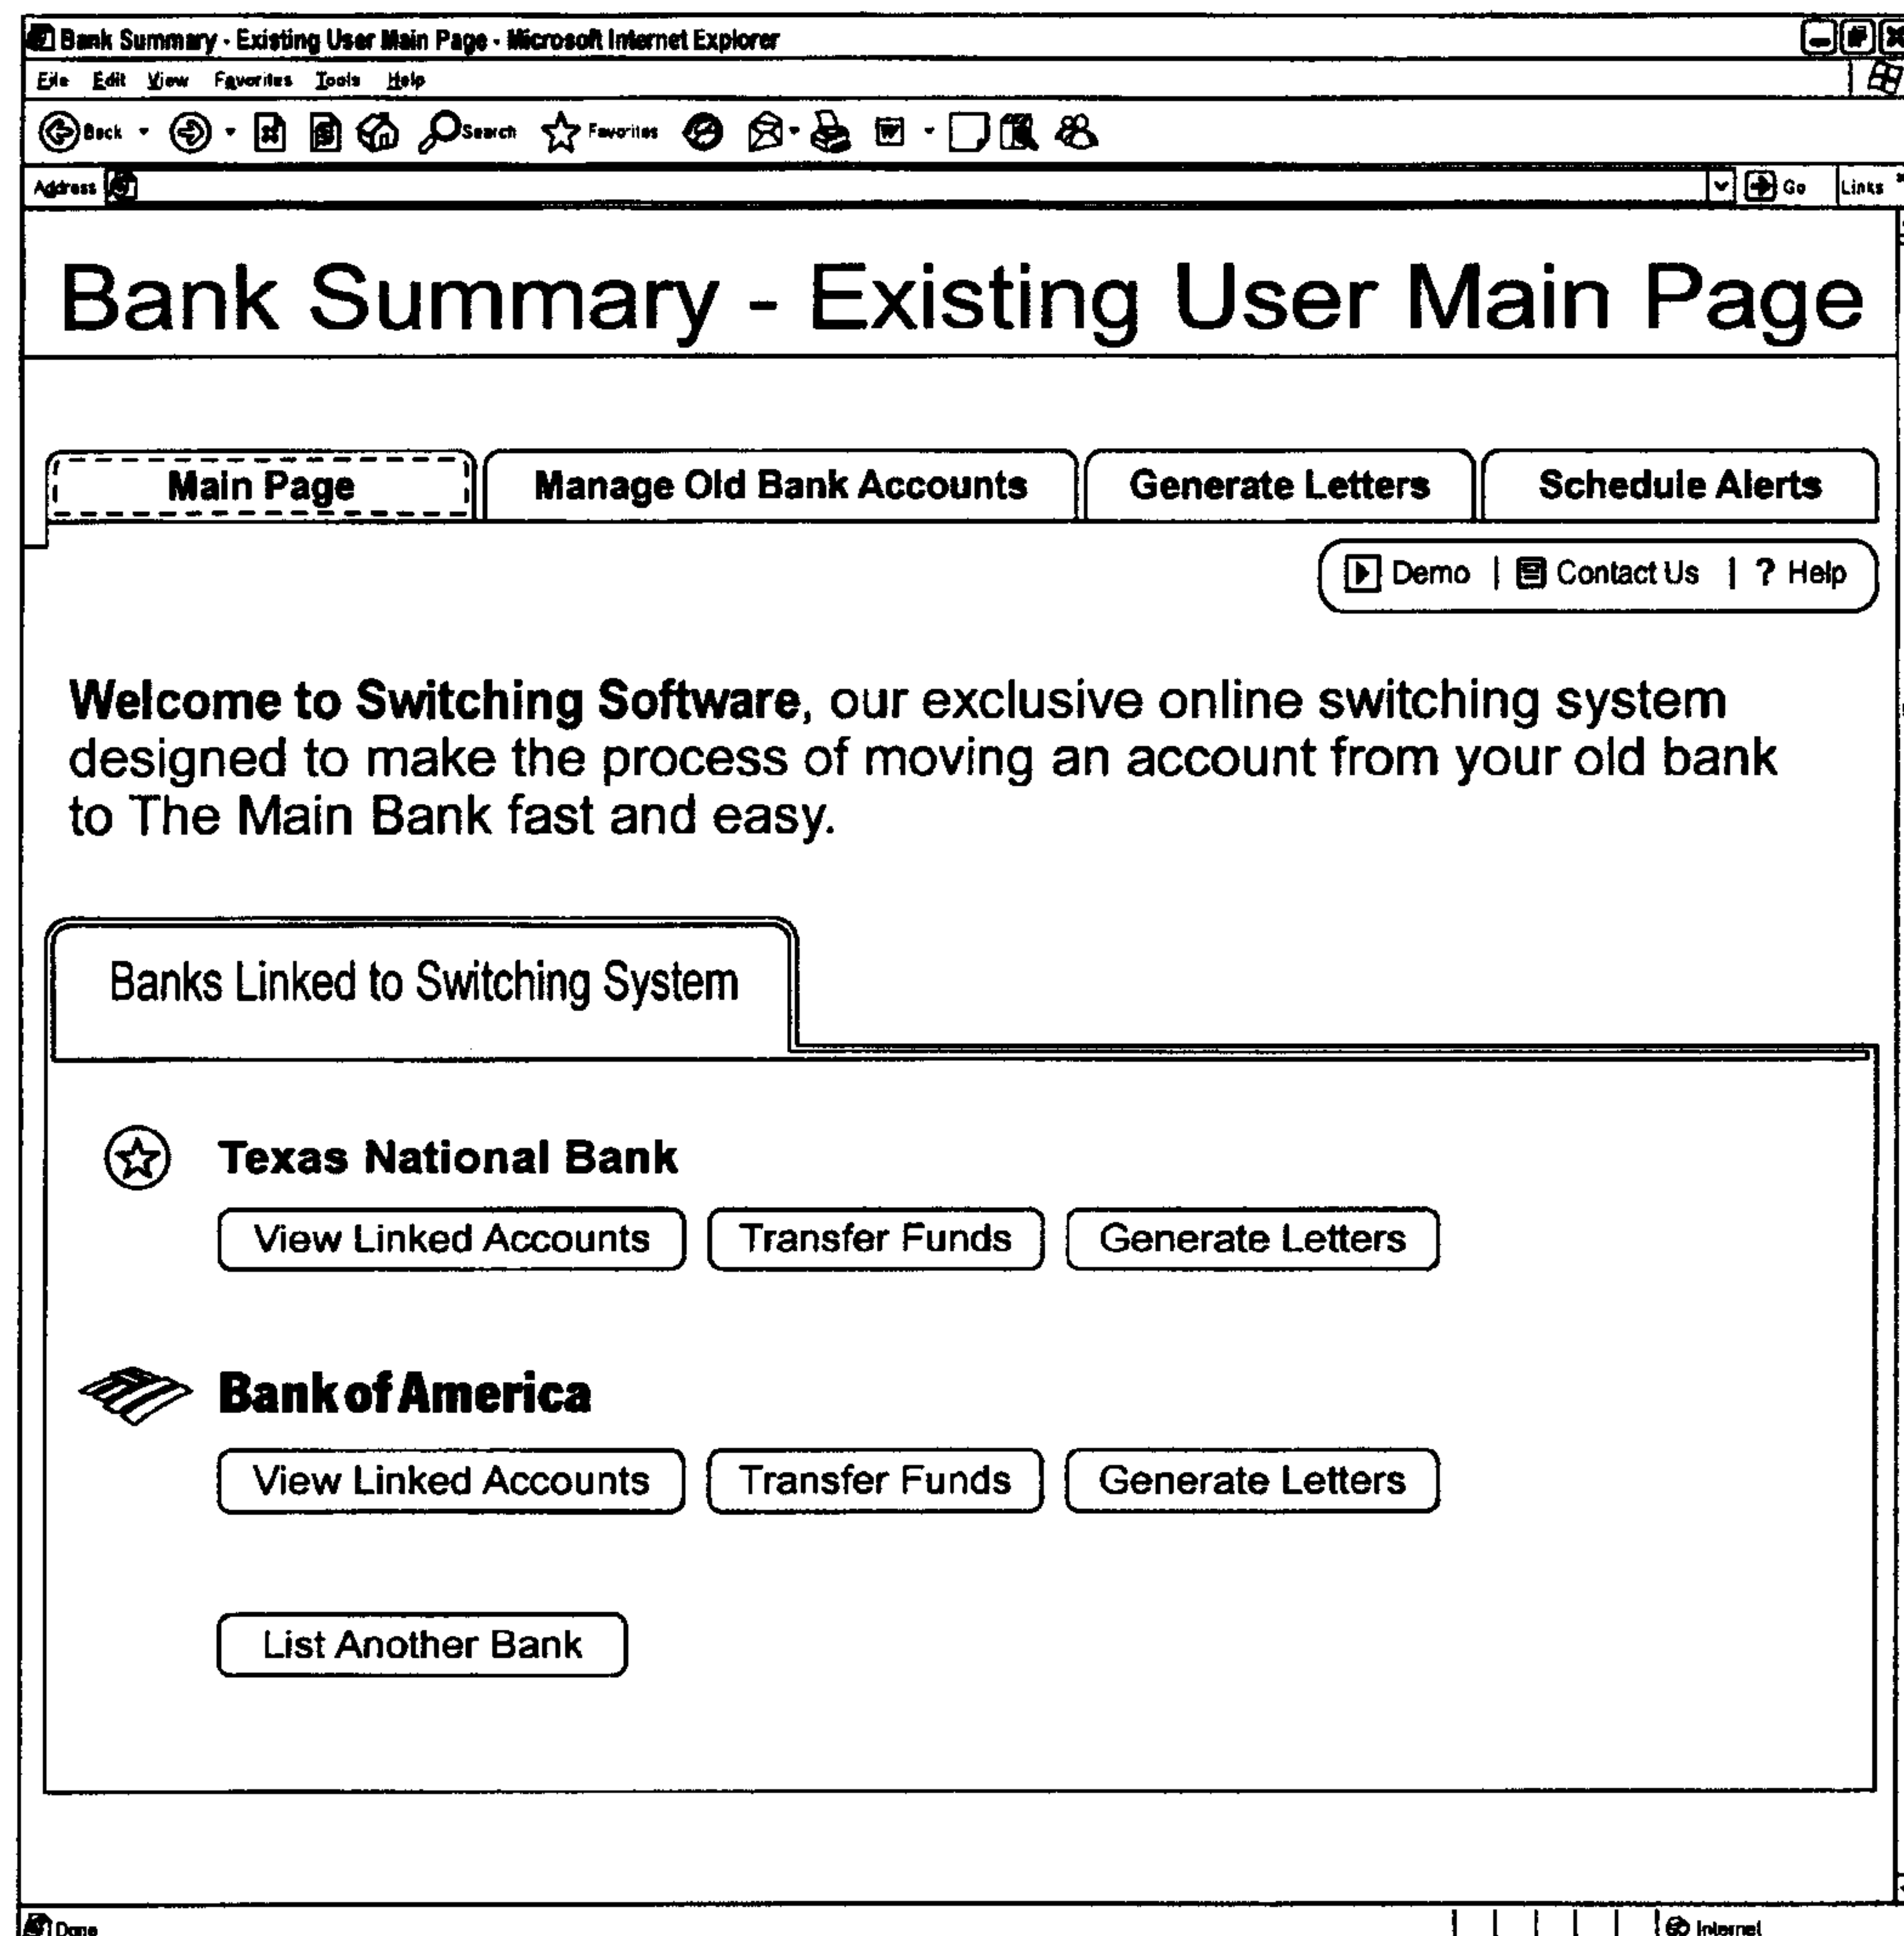 Bank Summary - Existing User Main Page - Microsoft Internet Explorer
File Edit View Favorites Tools Help
Back Search Favorites
Address Go Links
Bank Summary - Existing User Main Page
Main Page Manage Old Bank Accounts Generate Letters Schedule Alerts
Demo | Contact Us | ? Help
Welcome to Switching Software, our exclusive online switching system
designed to make the process of moving an account from your old bank
to The Main Bank fast and easy.
Banks Linked to Switching System
Texas National Bank
View Linked Accounts Transfer Funds Generate Letters
Bank of America
View Linked Accounts Transfer Funds Generate Letters
List Another Bank
Done Internet